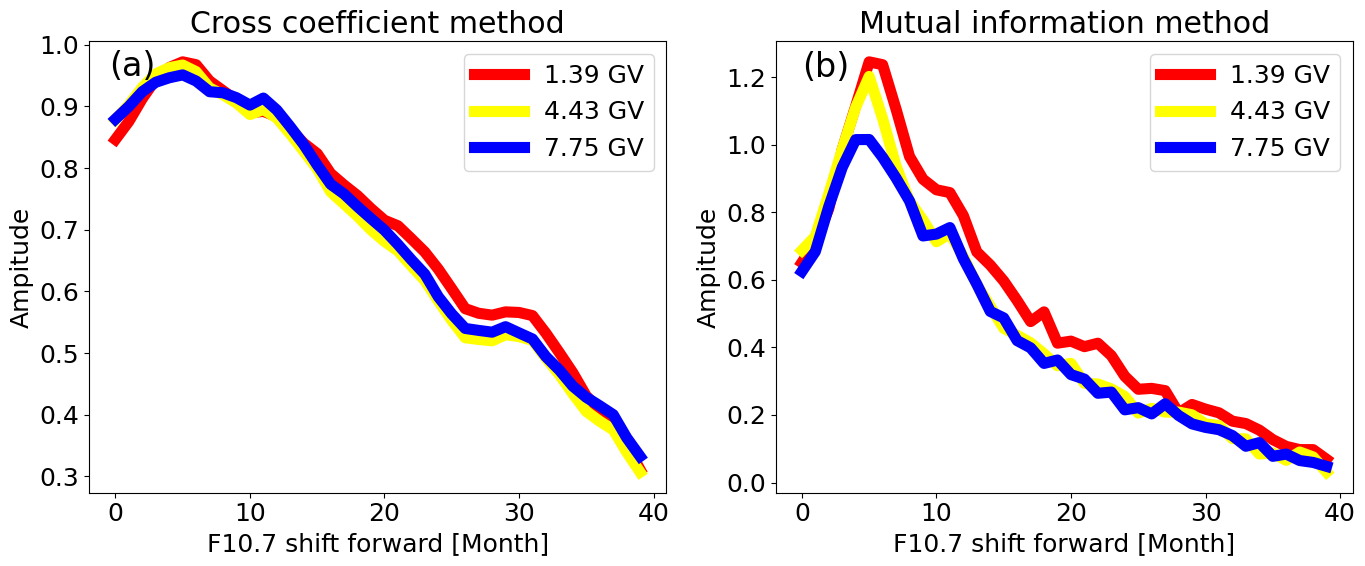 Cross coefficient method
(a)
1.39 GV
4.43 GV
7.75 GV
Ampitude
1.0
0.9
0.8
0.7
0.6
0.5
0.4
0.3
0 10 20 30 40
F10.7 shift forward [Month]
Mutual information method
(b)
1.39 GV
4.43 GV
7.75 GV
Ampitude
1.2
1.0
0.8
0.6
0.4
0.2
0.0
0 10 20 30 40
F10.7 shift forward [Month]